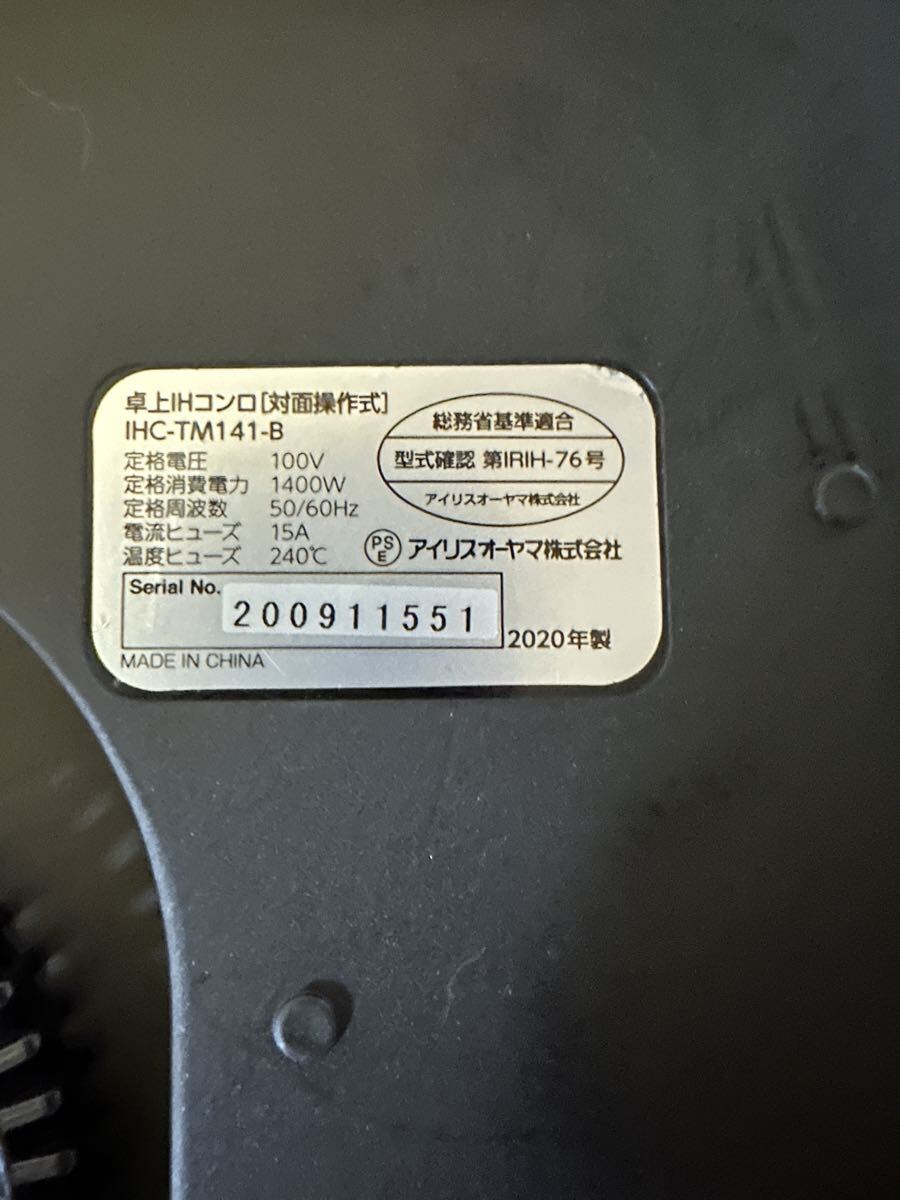 卓上IHコンロ[対面操作式]
IHC-TM141-B
定格電圧 100V
定格消費電力 1400W
定格周波数 50/60Hz
電流ヒューズ 15A
温度ヒューズ 240℃
総務省基準適合
型式確認 第IRIH-76号
アイリスオーヤマ株式会社
PS
E
アイリスオーヤマ株式会社
Serial No.
200911551
2020年製
MADE IN CHINA